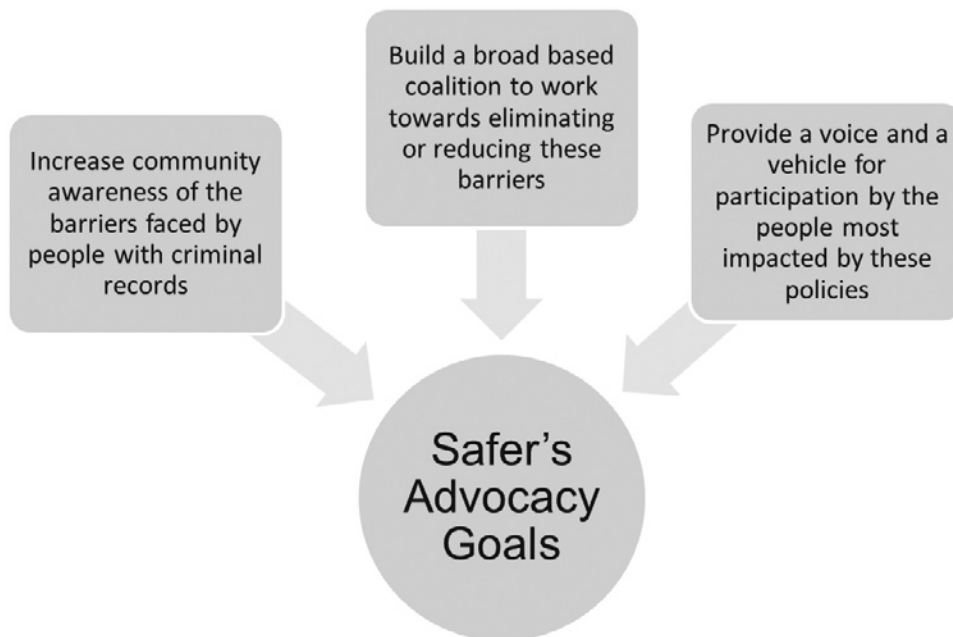 Increase community
awareness of the
barriers faced by
people with criminal
records
Build a broad based
coalition to work
towards eliminating
or reducing these
barriers
Provide a voice and a
vehicle for
participation by the
people most
impacted by these
policies
Safer’s
Advocacy
Goals